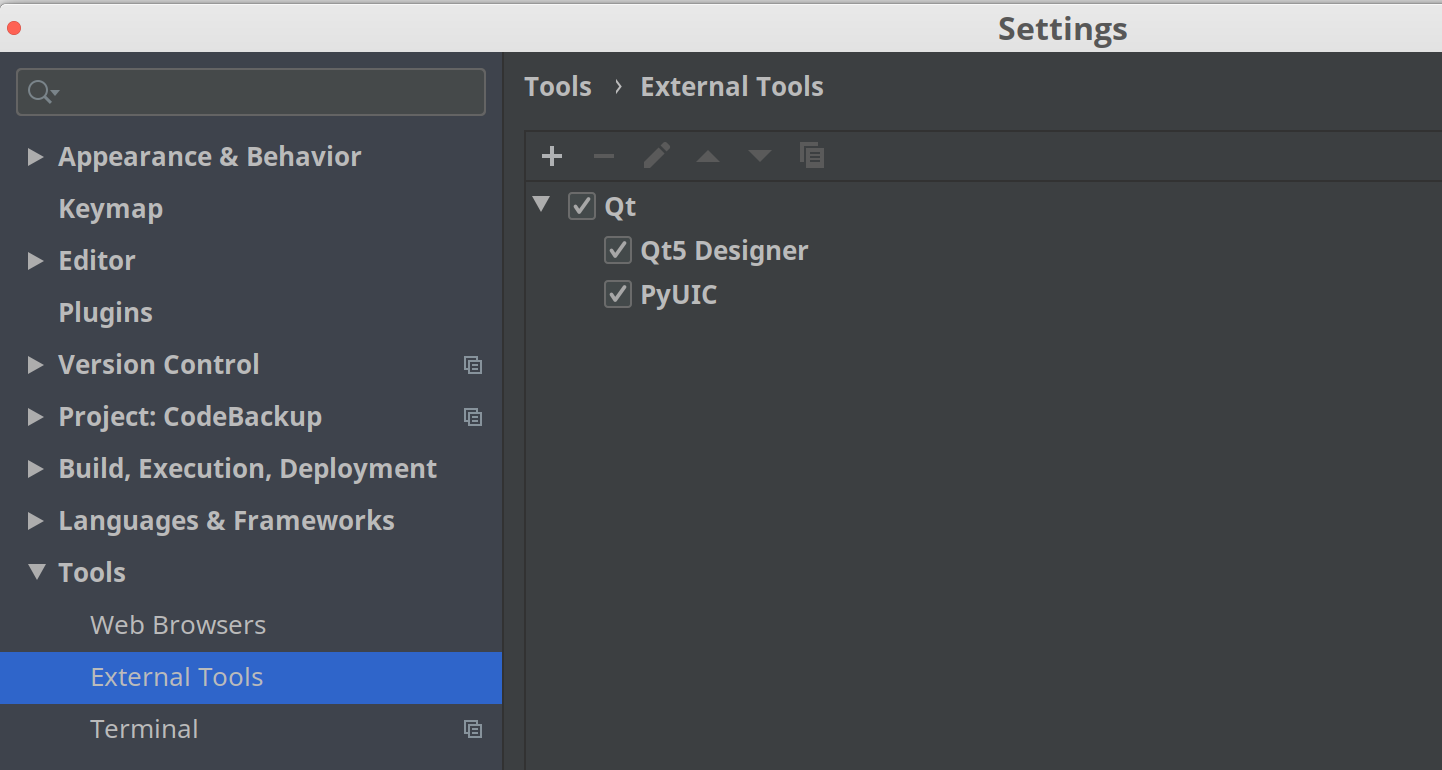 Settings
Appearance & Behavior
Keymap
Editor
Plugins
Version Control
Project: CodeBackup
Build, Execution, Deployment
Languages & Frameworks
Tools
Web Browsers
External Tools
Terminal
Tools › External Tools
Qt
Qt5 Designer
PyUIC